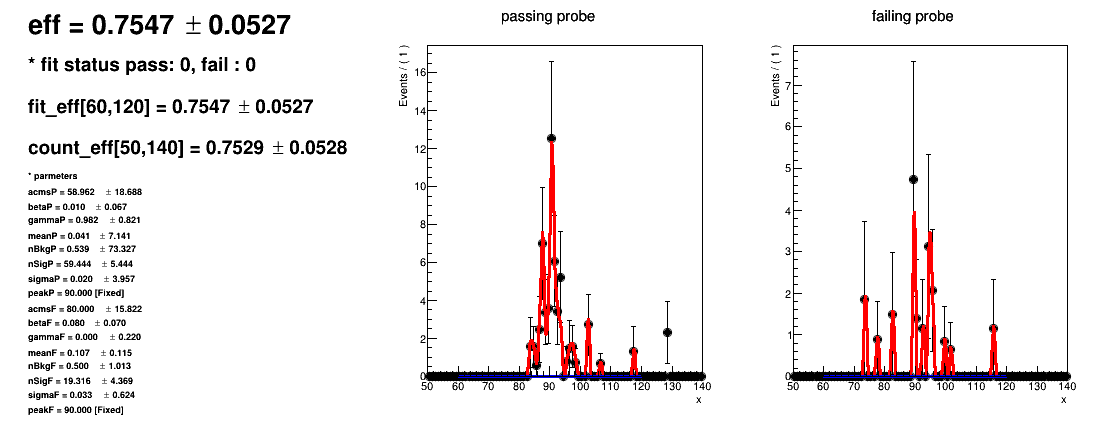 eff = 0.7547 ± 0.0527
* fit status pass: 0, fail : 0
fit_eff[60,120] = 0.7547 ± 0.0527
count_eff[50,140] = 0.7529 ± 0.0528
* parmeters
acmsP = 58.962 ± 18.688
betaP = 0.010 ± 0.067
gammaP = 0.982 ± 0.821
meanP = 0.041 ± 7.141
nBkgP = 0.539 ± 73.327
nSigP = 59.444 ± 5.444
sigmaP = 0.020 ± 3.957
peakP = 90.000 [Fixed]
acmsF = 80.000 ± 15.822
betaF = 0.080 ± 0.070
gammaF = 0.000 ± 0.220
meanF = 0.107 ± 0.115
nBkgF = 0.500 ± 1.013
nSigF = 19.316 ± 4.369
sigmaF = 0.033 ± 0.624
peakF = 90.000 [Fixed]
passing probe
Events / ( 1 )
16
14
12
10
8
6
4
2
0
50 60 70 80 90 100 110 120 130 140
x
failing probe
Events / ( 1 )
7
6
5
4
3
2
1
0
50 60 70 80 90 100 110 120 130 140
x